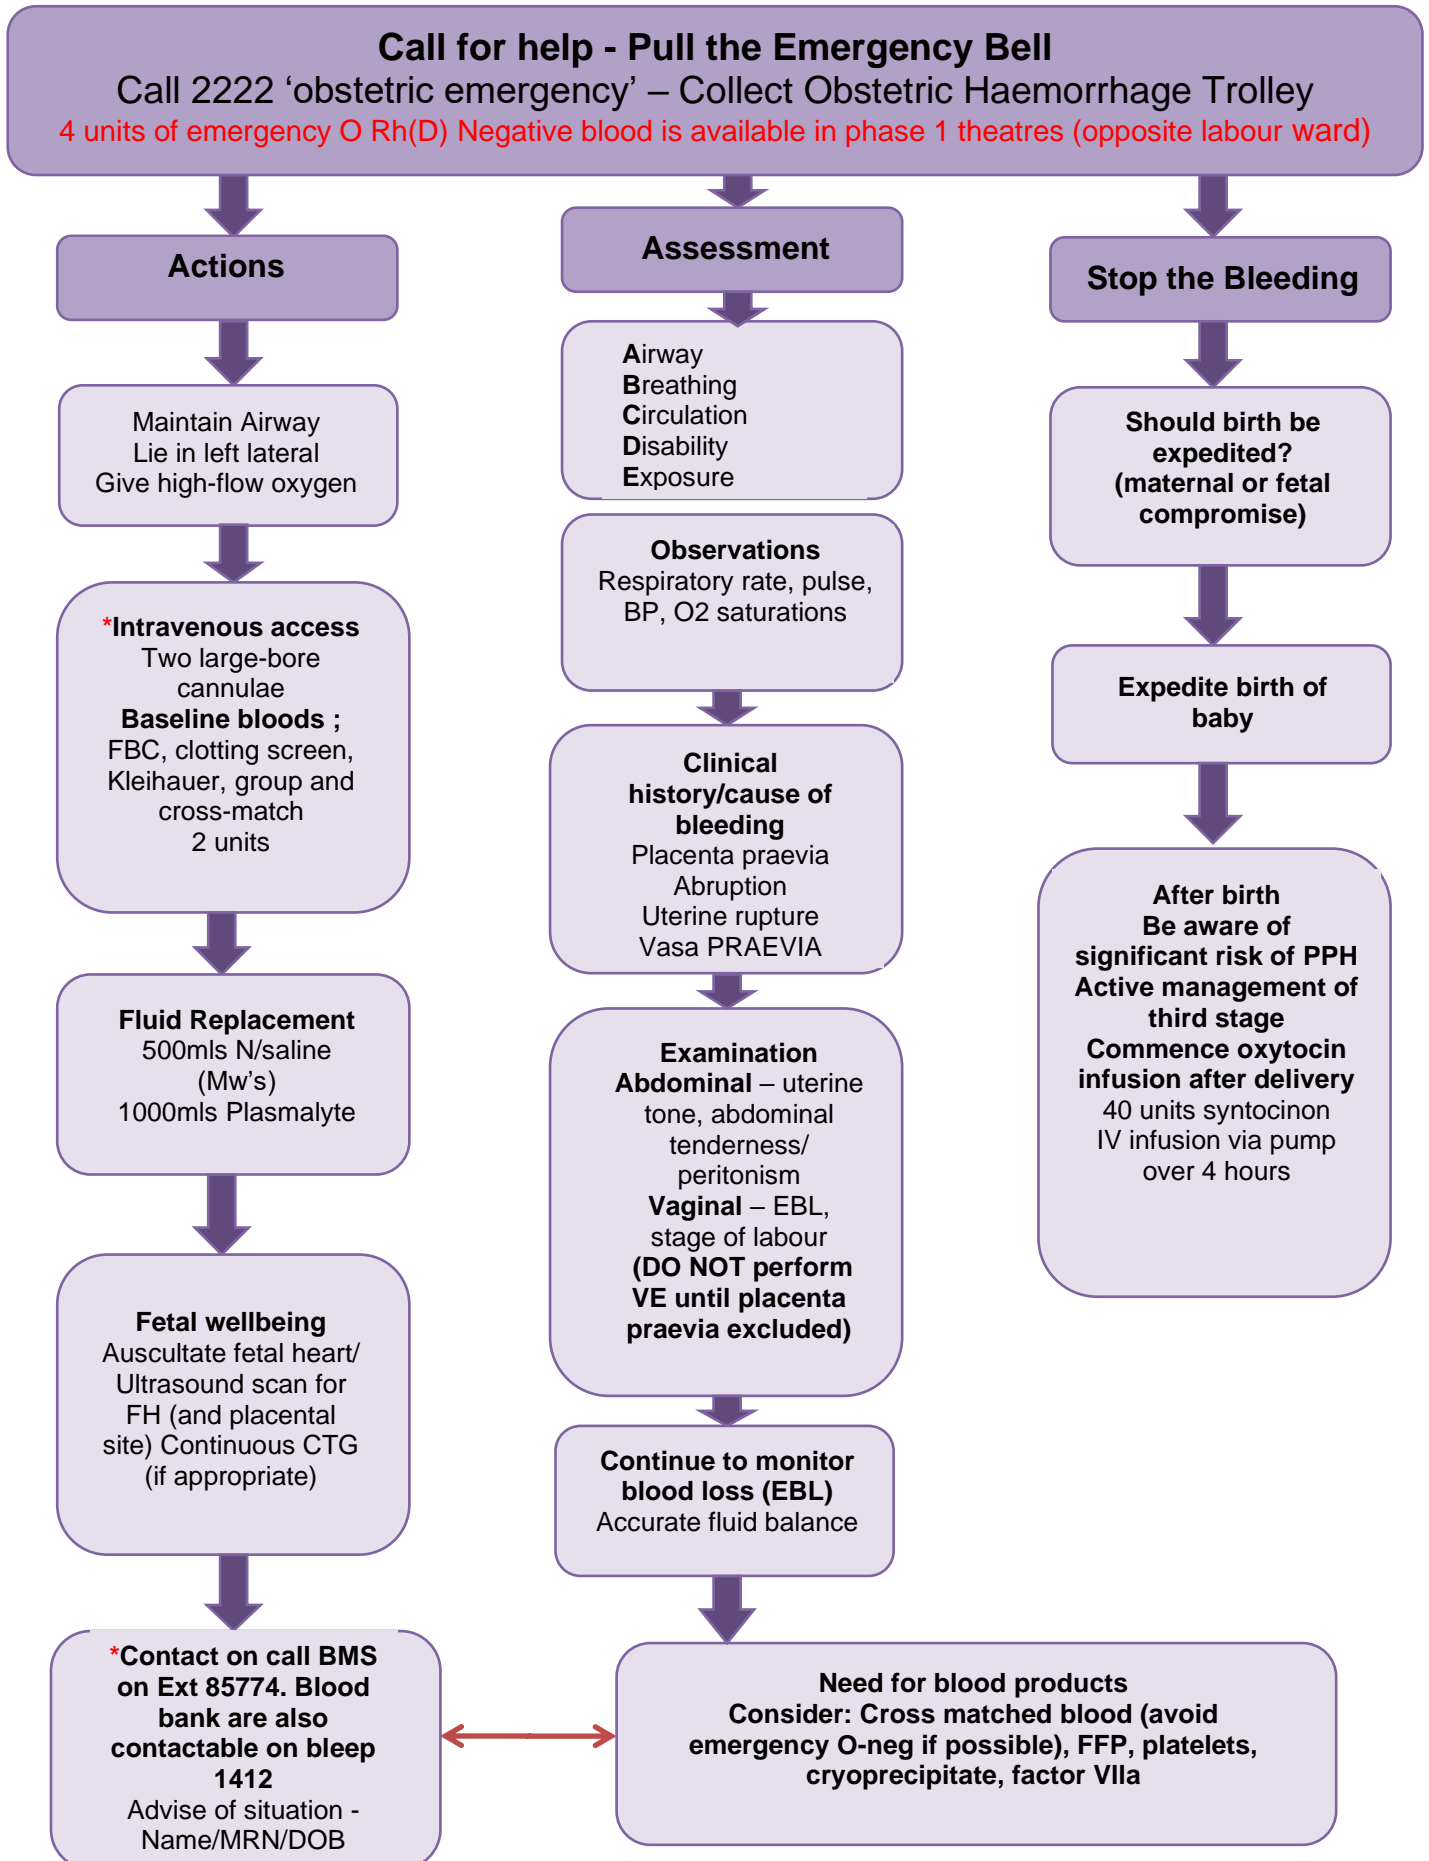 Call for help - Pull the Emergency Bell
Call 2222 ‘obstetric emergency’ – Collect Obstetric Haemorrhage Trolley
4 units of emergency O Rh(D) Negative blood is available in phase 1 theatres (opposite labour ward)
Actions
Maintain Airway
Lie in left lateral
Give high-flow oxygen
*Intravenous access
Two large-bore
cannulae
Baseline bloods ;
FBC, clotting screen,
Kleihauer, group and
cross-match
2 units
Fluid Replacement
500mls N/saline
(Mw’s)
1000mls Plasmalyte
Fetal wellbeing
Auscultate fetal heart/
Ultrasound scan for
FH (and placental
site) Continuous CTG
(if appropriate)
*Contact on call BMS
on Ext 85774. Blood
bank are also
contactable on bleep
1412
Advise of situation -
Name/MRN/DOB
Assessment
Airway
Breathing
Circulation
Disability
Exposure
Observations
Respiratory rate, pulse,
BP, O2 saturations
Clinical
history/cause of
bleeding
Placenta praevia
Abruption
Uterine rupture
Vasa PRAEVIA
Examination
Abdominal – uterine
tone, abdominal
tenderness/
peritonism
Vaginal – EBL,
stage of labour
(DO NOT perform
VE until placenta
praevia excluded)
Continue to monitor
blood loss (EBL)
Accurate fluid balance
Need for blood products
Consider: Cross matched blood (avoid
emergency O-neg if possible), FFP, platelets,
cryoprecipitate, factor VIIa
Stop the Bleeding
Should birth be
expedited?
(maternal or fetal
compromise)
Expedite birth of
baby
After birth
Be aware of
significant risk of PPH
Active management of
third stage
Commence oxytocin
infusion after delivery
40 units syntocinon
IV infusion via pump
over 4 hours